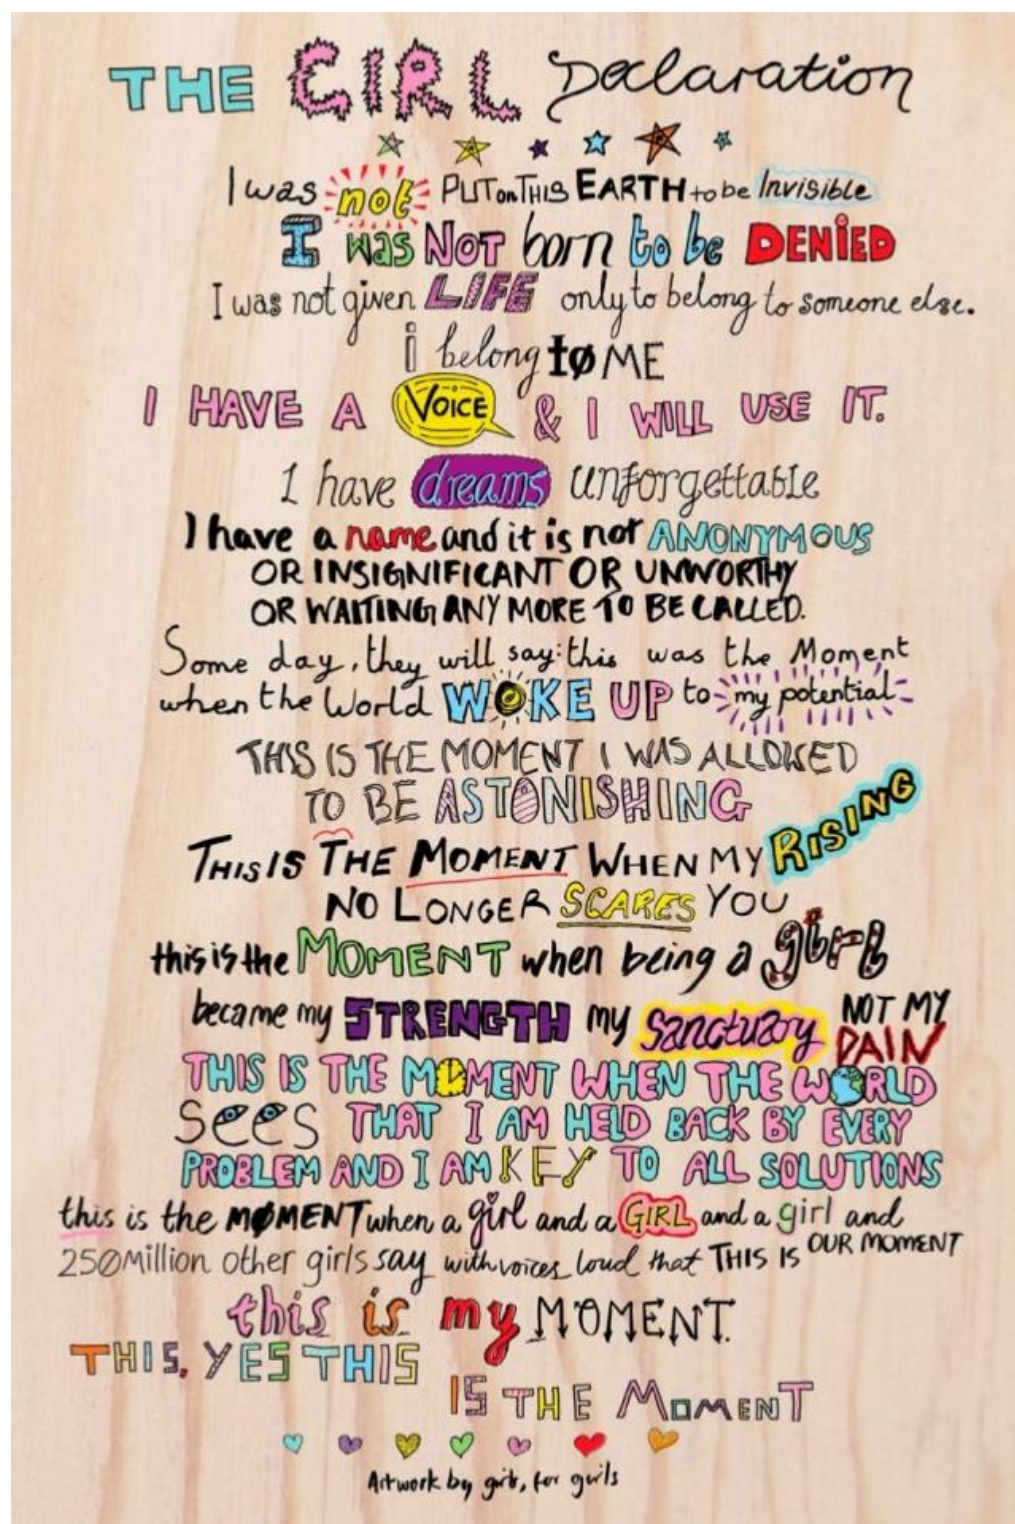 THE GIRL Declaration
I was not PUT on THIS EARTH to be Invisible
I was NOT born to be DENiED
I was not given LIFE only to belong to someone else.
i belong to ME
I HAVE A VOiCE & I WILL USE IT.
I have dreams unforgettable
I have a name and it is not ANONYMOUS
OR INSIGNIFICANT OR UNWORTHY
OR WAITING ANY MORE TO BE CALLED.
Some day, they will say: this was the Moment
when the World WOKE UP to my potential
THIS IS THE MOMENT I WAS ALLOWED
TO BE ASTONISHING
THIS IS THE MOMENT WHEN MY RISING
NO LONGER SCARES YOU
this is the MOMENT when being a girl
became my STRENGTH my Sanctuary NOT MY PAIN
THIS IS THE MOMENT WHEN THE WORLD
Sees THAT I AM HELD BACK BY EVERY
PROBLEM AND I AM KEY TO ALL SOLUTIONS
this is the MØMENT when a girl and a GIRL and a girl and
250 Million other girls say with voices loud that THIS IS OUR MOMENT
this is my MOMENT.
THIS, YES THIS
IS THE MOMENT
Artwork by girls, for girls